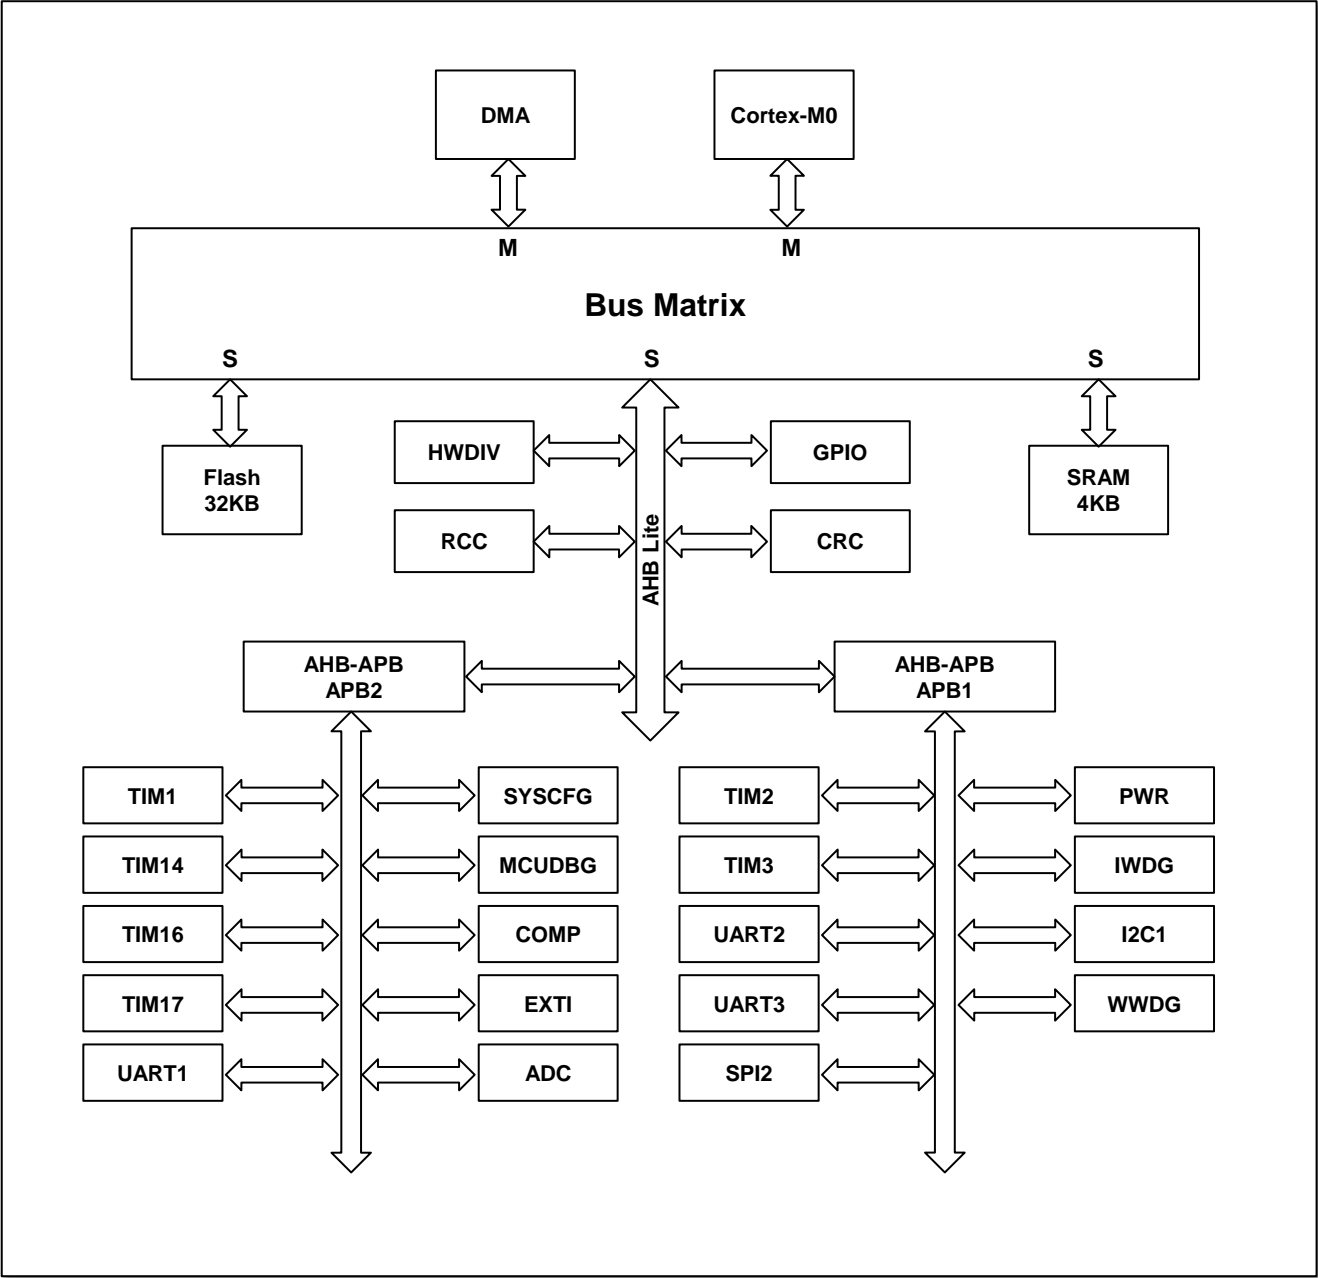 DMA
Cortex-M0
M
M
Bus Matrix
S
S
S
Flash
32KB
HWDIV
GPIO
SRAM
4KB
RCC
CRC
AHB Lite
AHB-APB
APB2
AHB-APB
APB1
TIM1
SYSCFG
TIM2
PWR
TIM14
MCUDBG
TIM3
IWDG
TIM16
COMP
UART2
I2C1
TIM17
EXTI
UART3
WWDG
UART1
ADC
SPI2